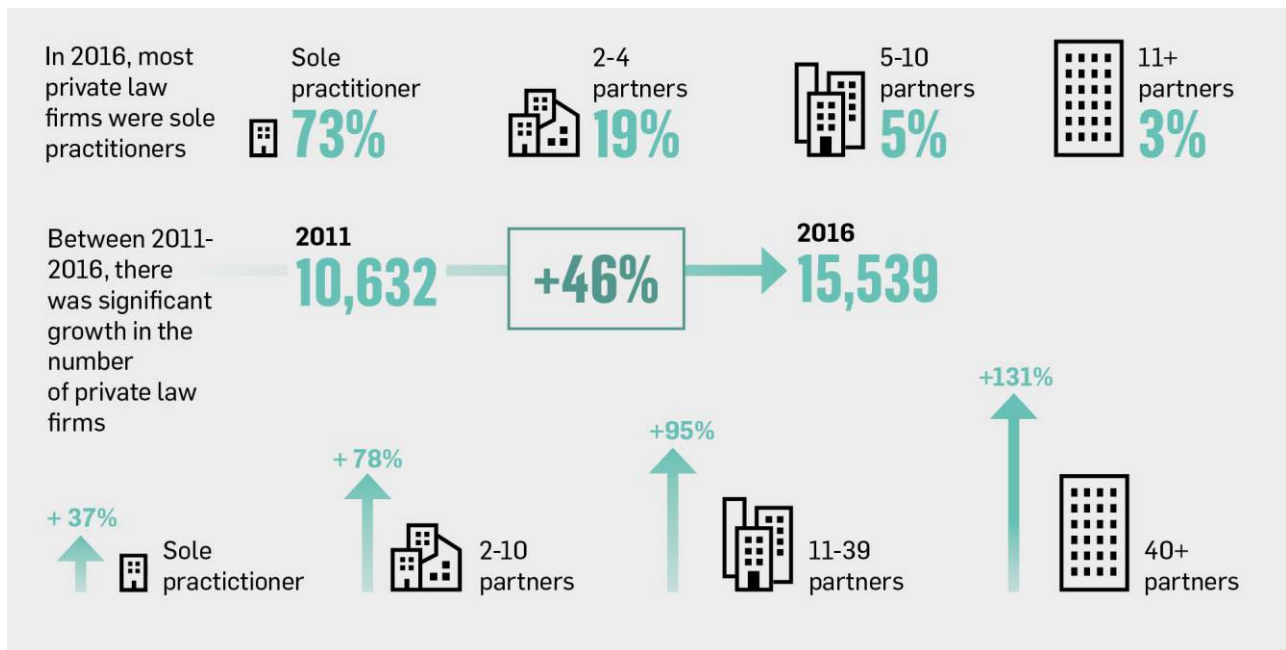 In 2016, most
private law
firms were sole
practitioners
Sole
practitioner
73%
2-4
partners
19%
5-10
partners
5%
11+
partners
3%
Between 2011-
2016, there
was significant
growth in the
number
of private law
firms
2011
10,632
+46%
2016
15,539
+ 37%
Sole
practictioner
+ 78%
2-10
partners
+95%
11-39
partners
+131%
40+
partners